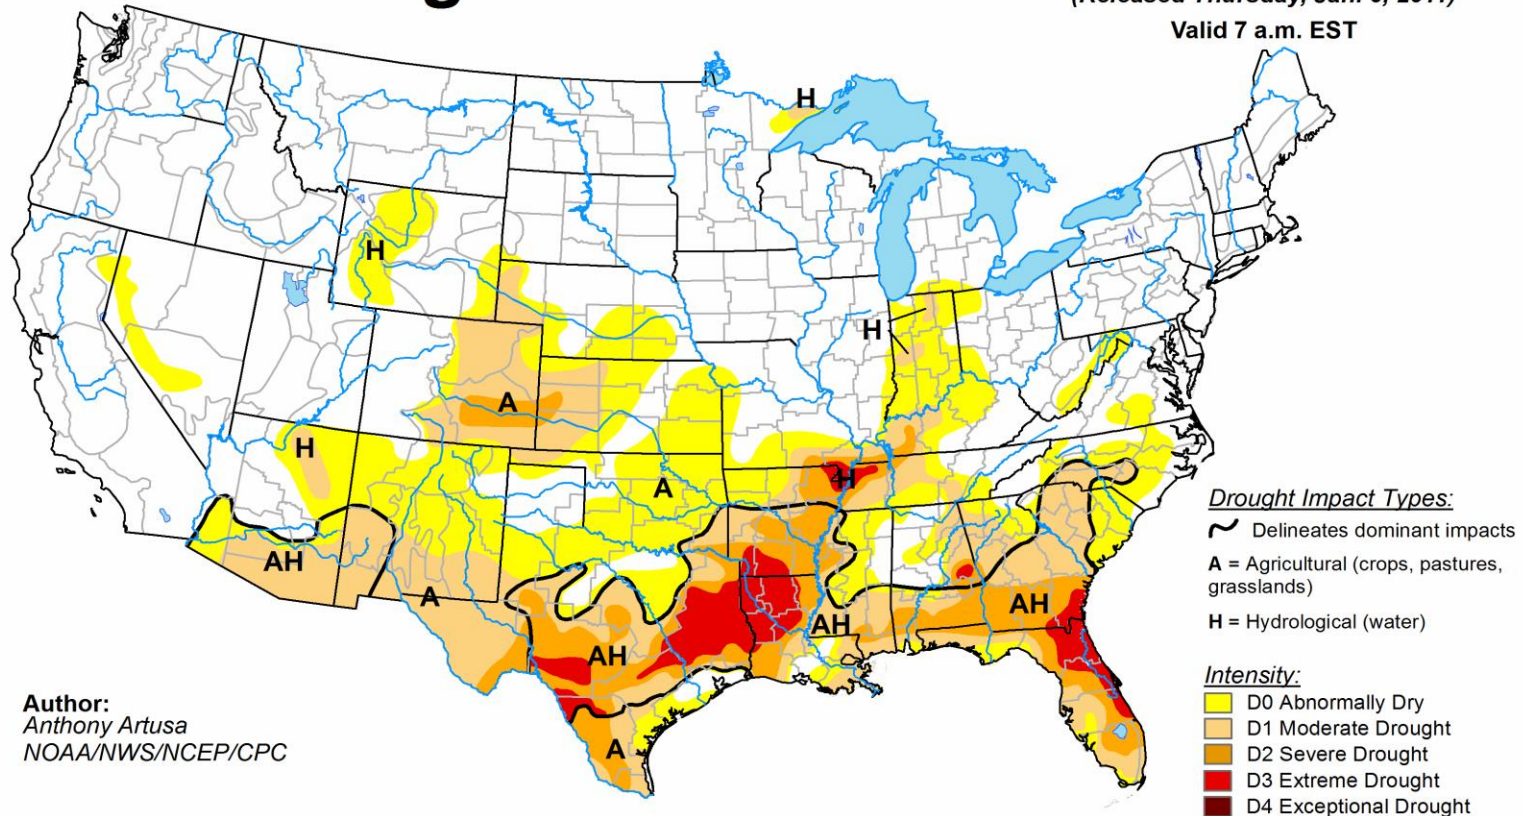 Valid 7 a.m. EST
H
H
H
A
H
A
H
AH
A
AH
AH
AH
A
Drought Impact Types:
Delineates dominant impacts
A = Agricultural (crops, pastures,
grasslands)
H = Hydrological (water)
Intensity:
D0 Abnormally Dry
D1 Moderate Drought
D2 Severe Drought
D3 Extreme Drought
D4 Exceptional Drought
Author:
Anthony Artusa
NOAA/NWS/NCEP/CPC